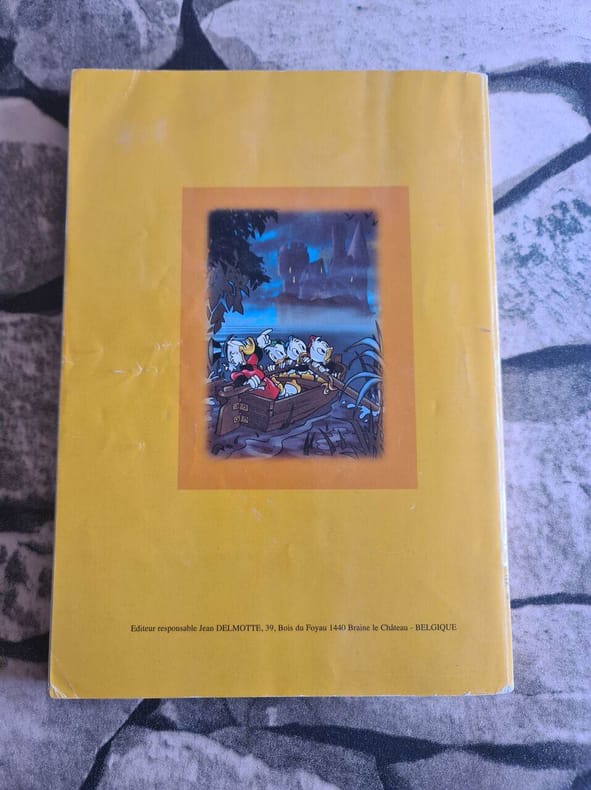 Editeur responsable Jean DELMOTTE, 39, Bois du Foyau 1440 Braine le Château - BELGIQUE